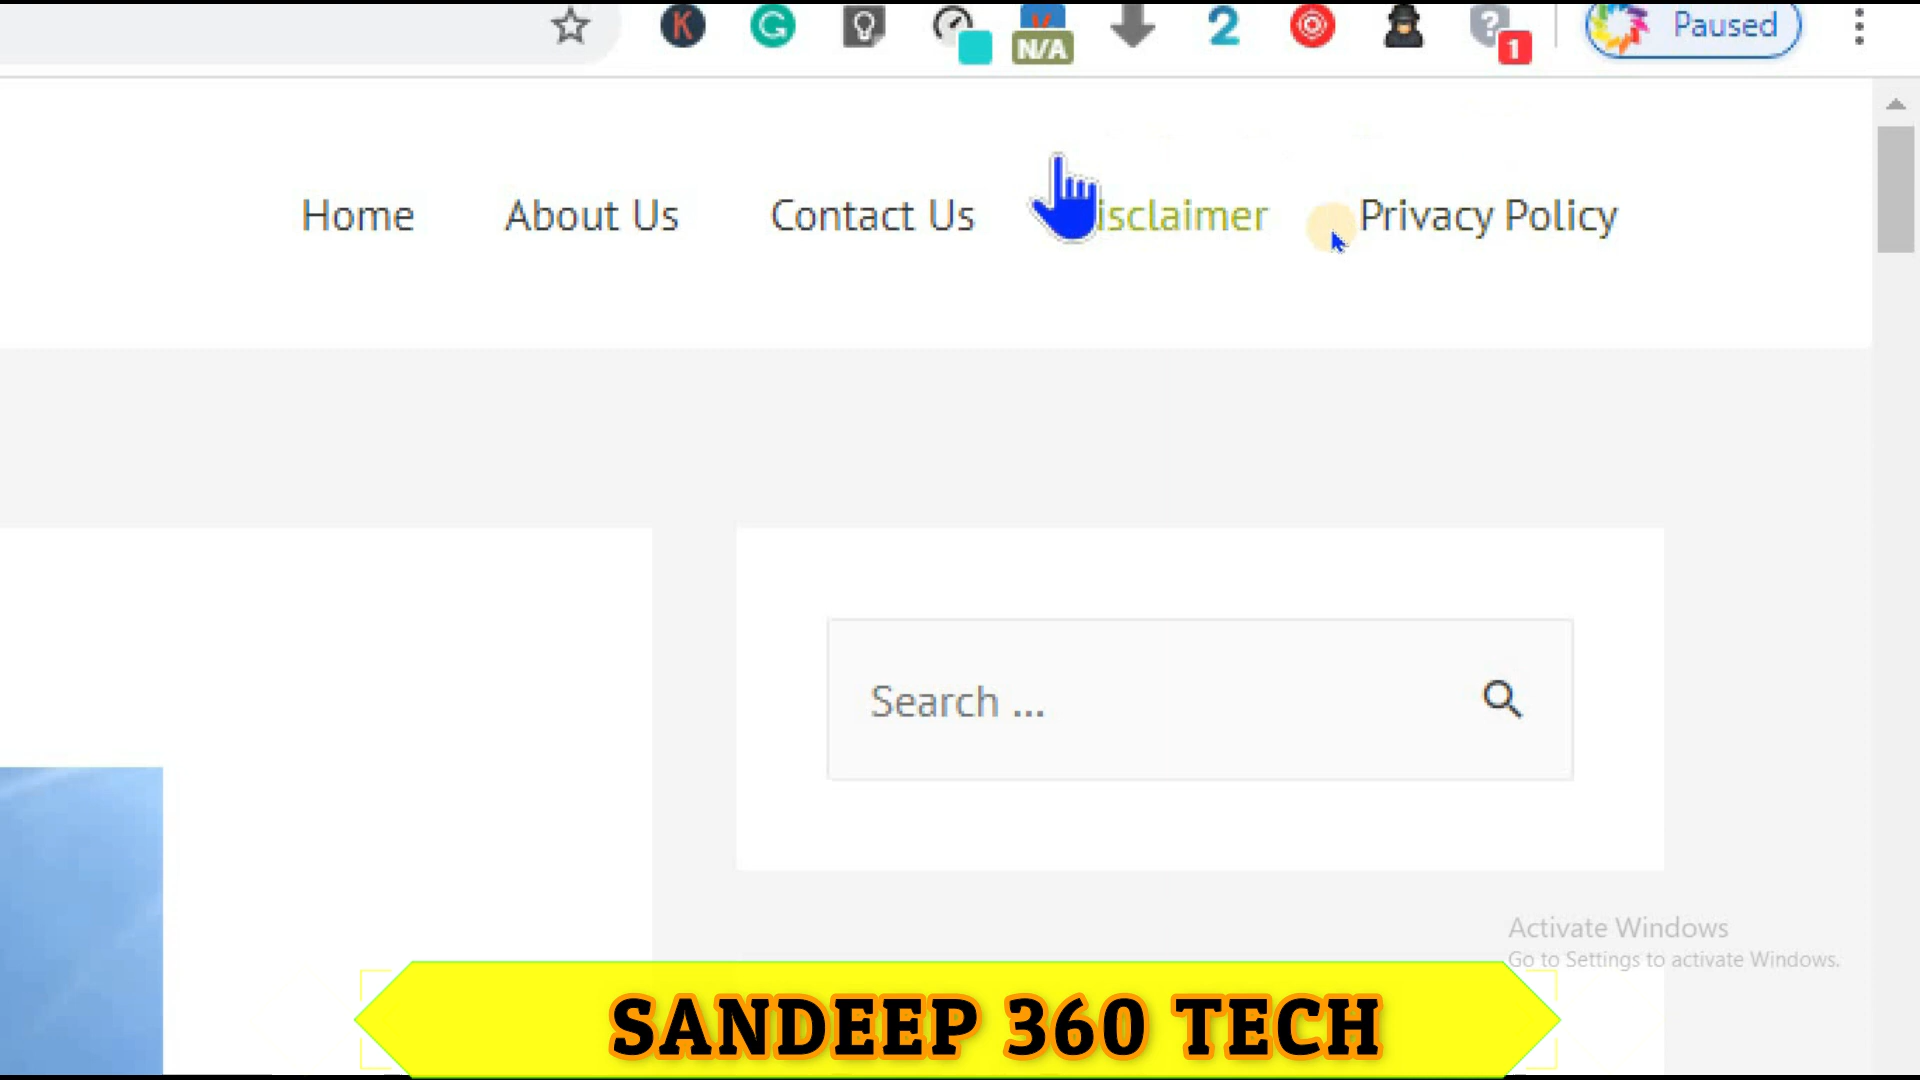 K G N/A 2 1 Paused
Home About Us Contact Us isclaimer Privacy Policy
Search ...
Activate Windows
Go to Settings to activate Windows.
SANDEEP 360 TECH